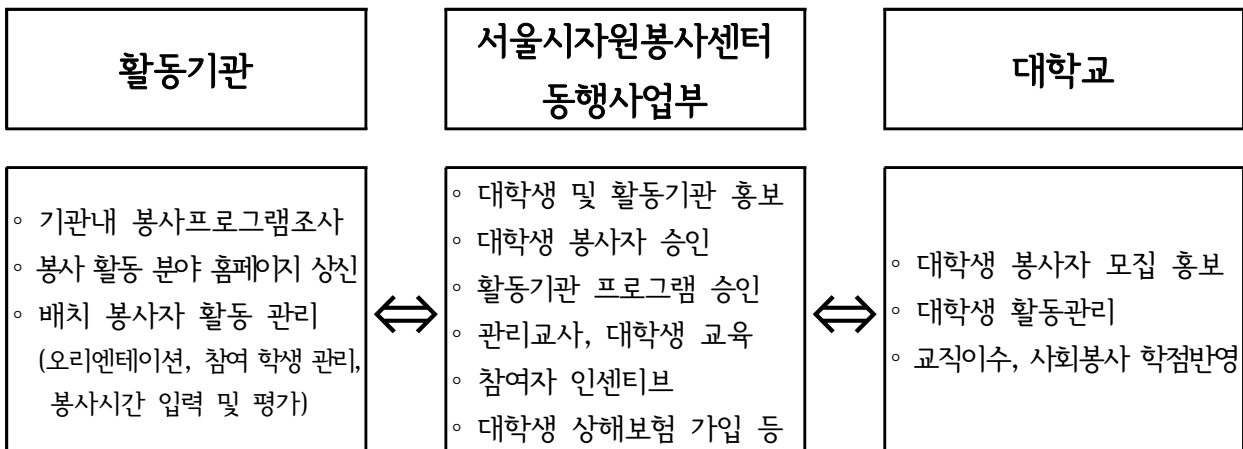 활동기관
서울시자원봉사센터
동행사업부
대학교
◦ 기관내 봉사프로그램조사
◦ 봉사 활동 분야 홈페이지 상신
◦ 배치 봉사자 활동 관리
(오리엔테이션, 참여 학생 관리,
봉사시간 입력 및 평가)
⇔
◦ 대학생 및 활동기관 홍보
◦ 대학생 봉사자 승인
◦ 활동기관 프로그램 승인
◦ 관리교사, 대학생 교육
◦ 참여자 인센티브
◦ 대학생 상해보험 가입 등
⇔
◦ 대학생 봉사자 모집 홍보
◦ 대학생 활동관리
◦ 교직이수, 사회봉사 학점반영